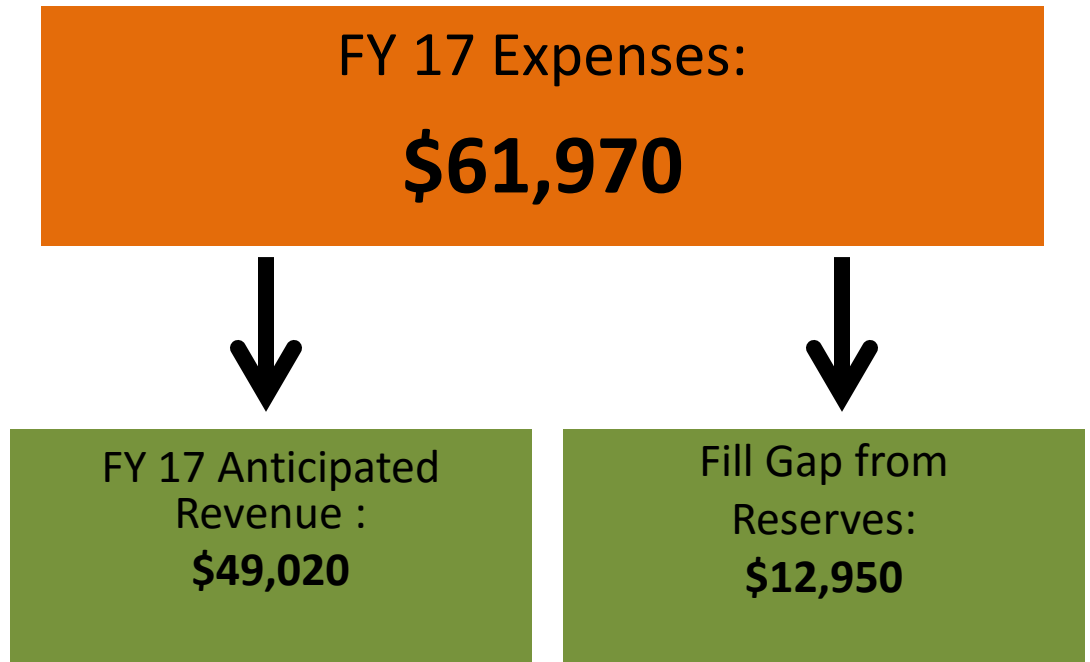 FY 17 Expenses:
$61,970
FY 17 Anticipated
Revenue :
$49,020
Fill Gap from
Reserves:
$12,950